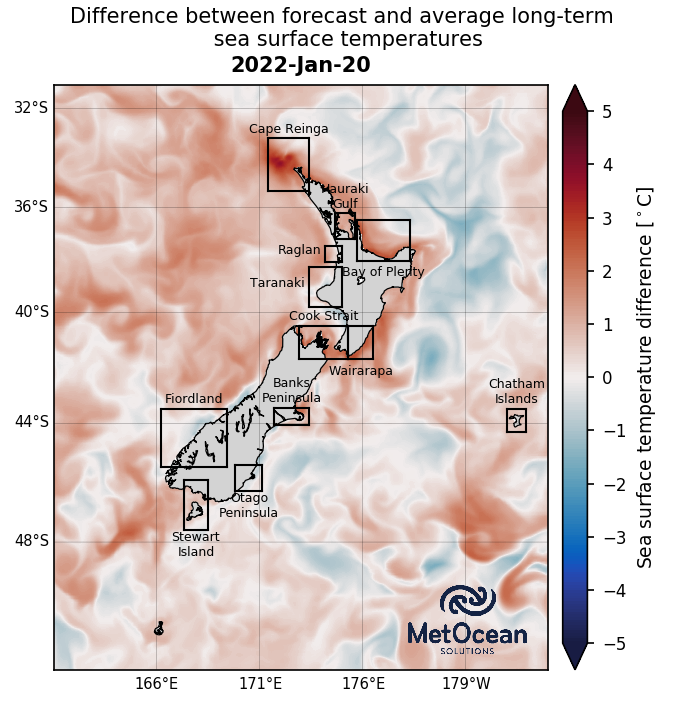 Difference between forecast and average long-term
sea surface temperatures
2022-Jan-20
32°S
36°S
40°S
44°S
48°S
166°E
171°E
176°E
179°W
Cape Reinga
Hauraki
Gulf
Raglan
Bay of Plenty
Taranaki
Cook Strait
Wairarapa
Banks
Peninsula
Fiordland
Chatham
Islands
Otago
Peninsula
Stewart
Island
MetOcean
SOLUTIONS
5
4
3
2
1
0
−1
−2
−3
−4
−5
Sea surface temperature difference [°C]